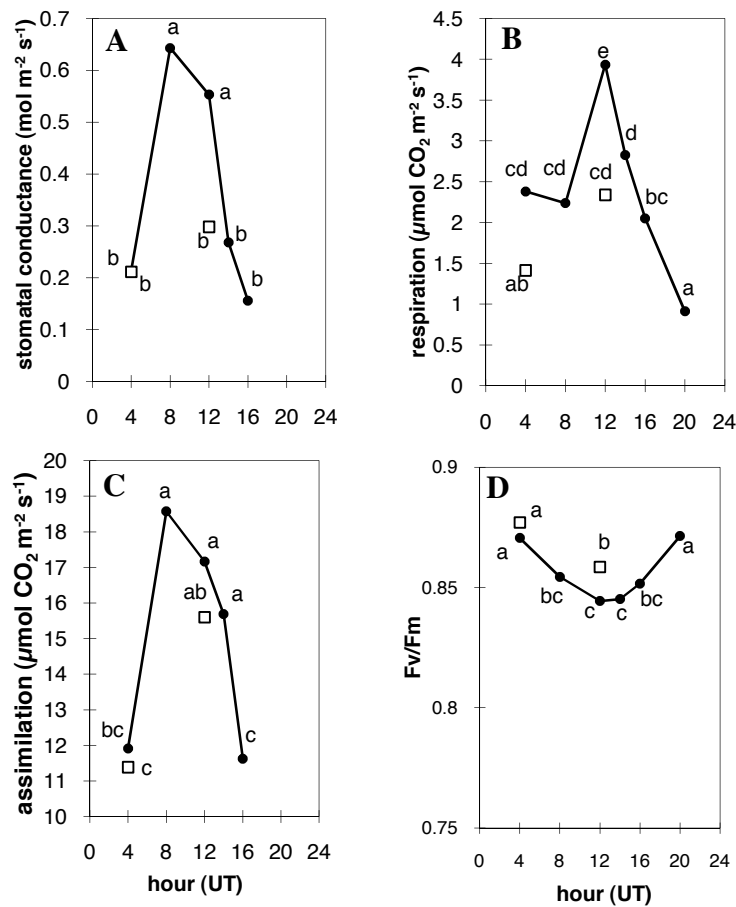 A
stomatal conductance (mol m⁻² s⁻¹)
0.7
0.6
0.5
0.4
0.3
0.2
0.1
0
a
a
b
b
b
b
b
0 4 8 12 16 20 24
B
respiration (µmol CO₂ m⁻² s⁻¹)
4.5
4
3.5
3
2.5
2
1.5
1
0.5
0
e
d
cd cd cd
bc
ab
a
0 4 8 12 16 20 24
C
assimilation (µmol CO₂ m⁻² s⁻¹)
20
19
18
17
16
15
14
13
12
11
10
a
a
ab a
bc
c
c
0 4 8 12 16 20 24
hour (UT)
D
Fv/Fm
0.9
0.85
0.8
0.75
a
b
a
a
bc
bc
c
c
0 4 8 12 16 20 24
hour (UT)